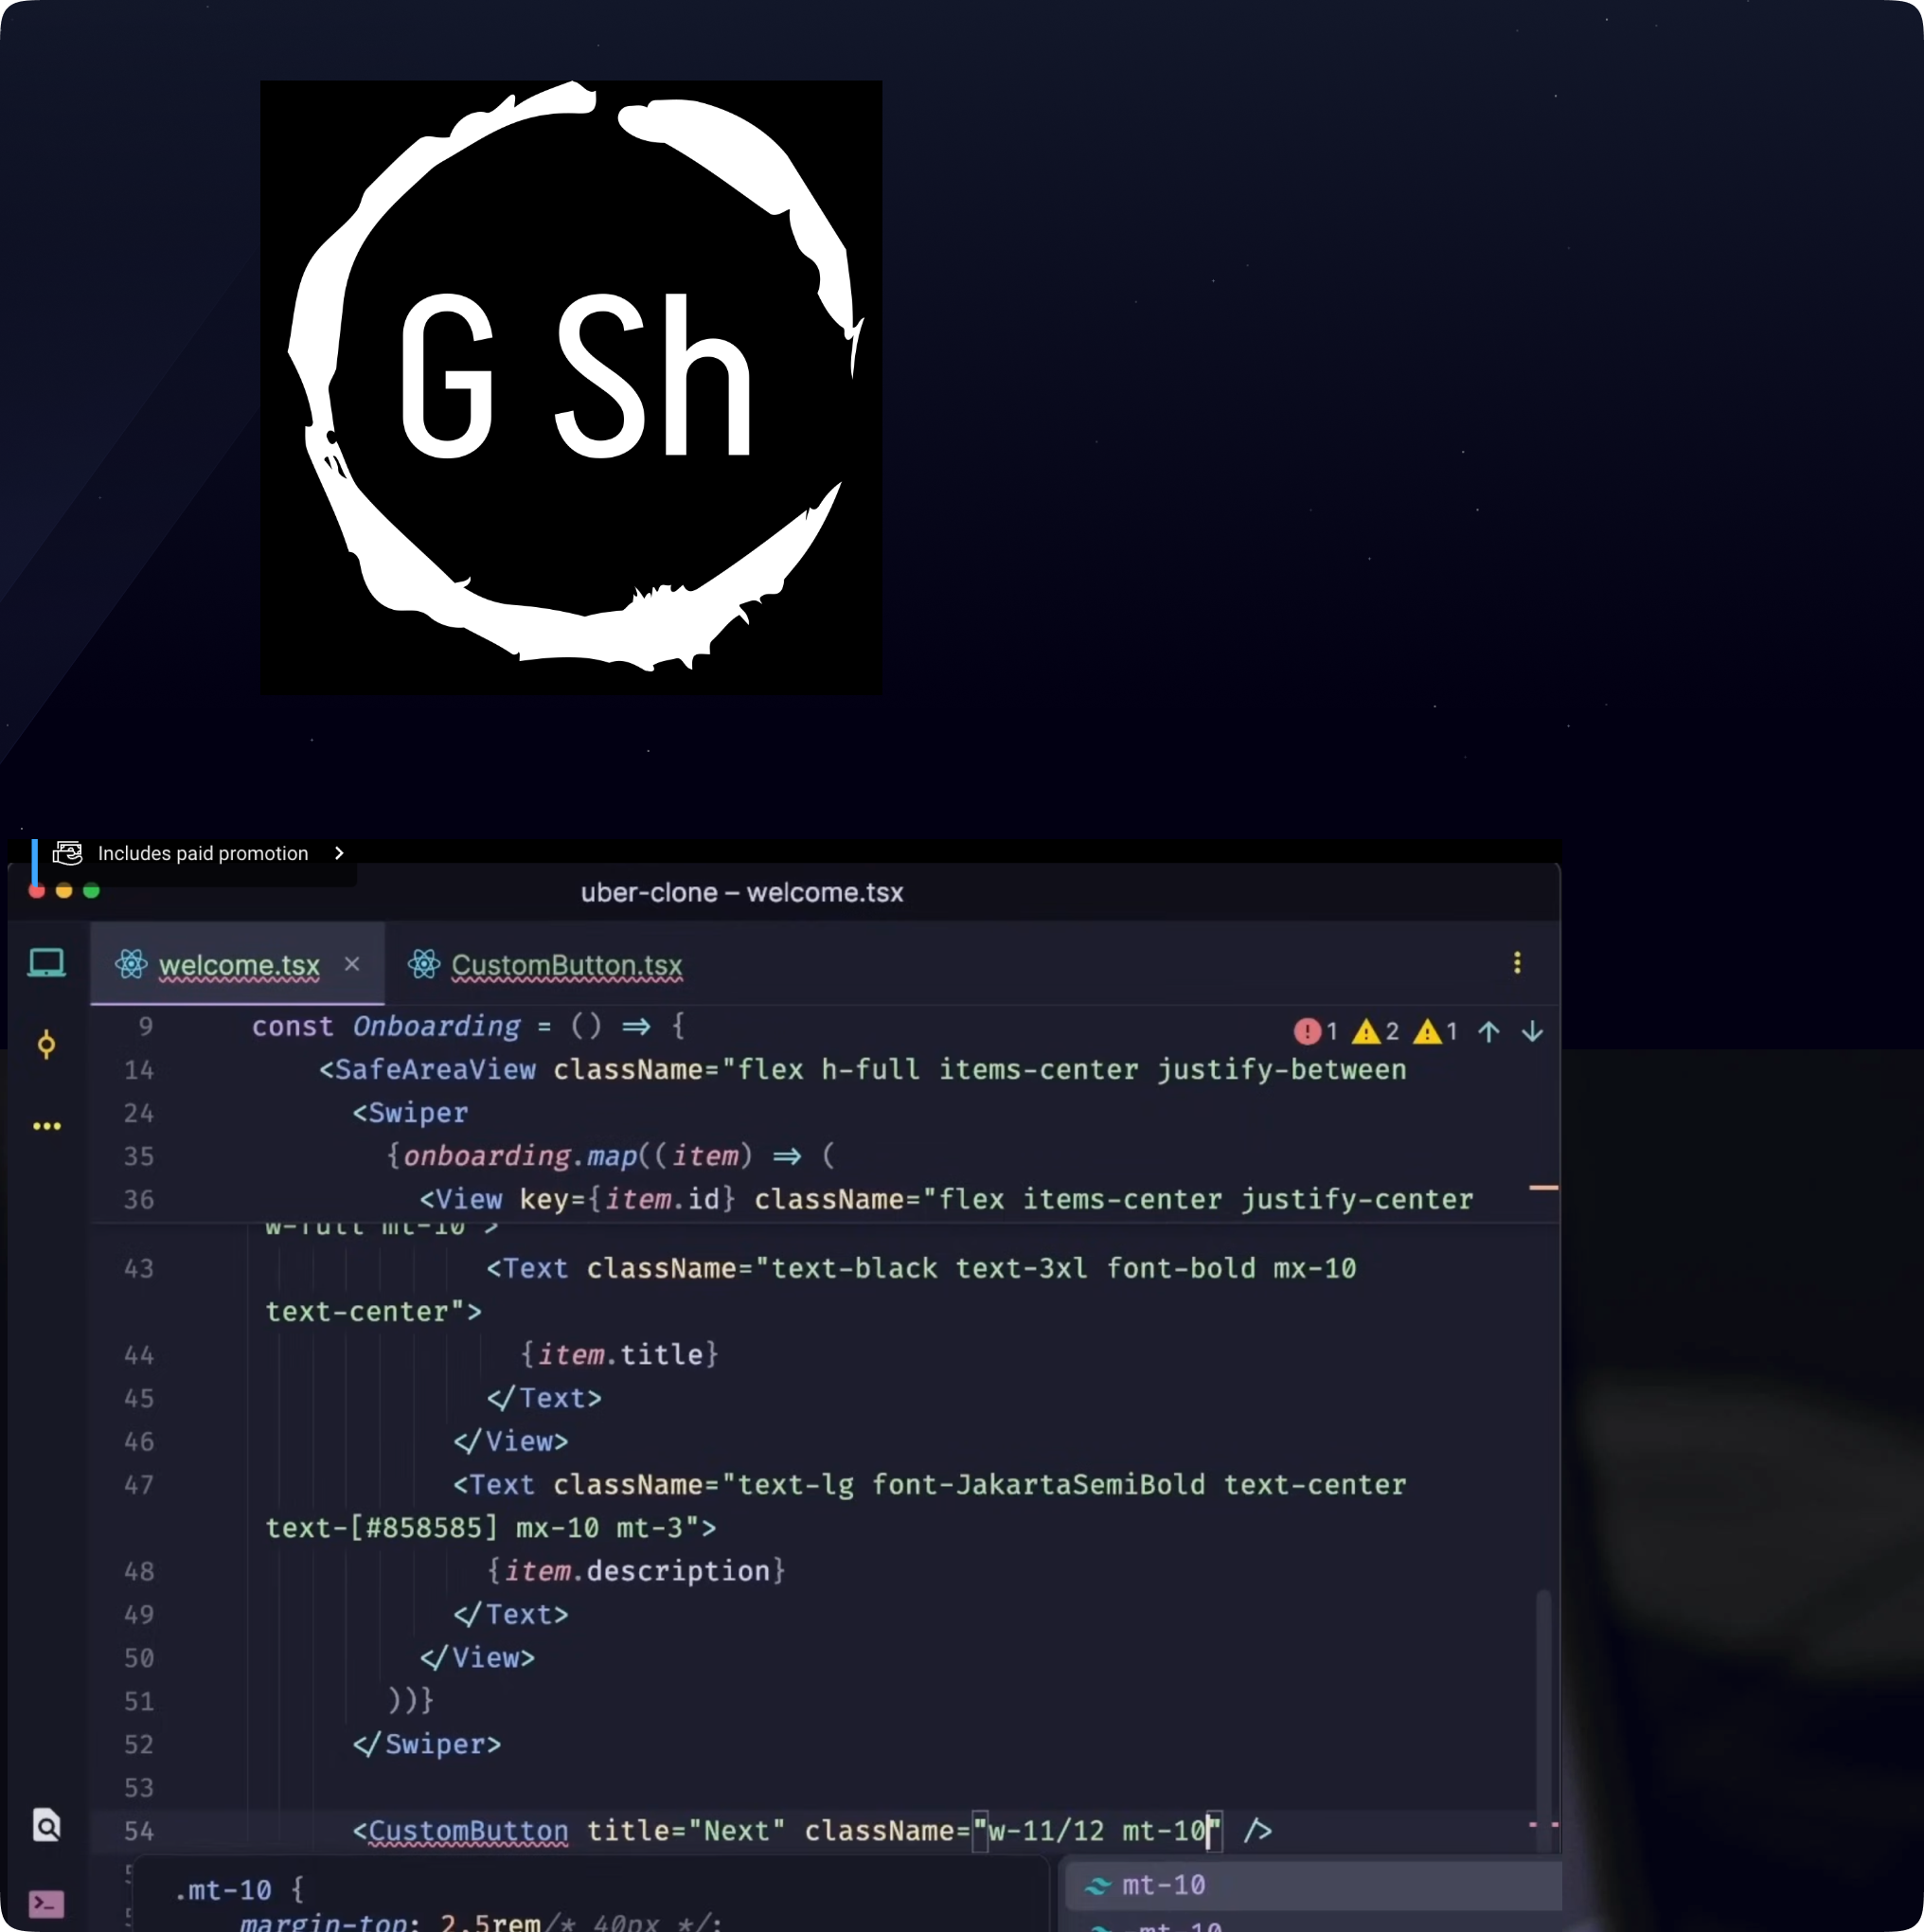 G Sh
Includes paid promotion
uber-clone – welcome.tsx
welcome.tsx
CustomButton.tsx
1 2 1
9 const Onboarding = () ⇒ {
14 <SafeAreaView className="flex h-full items-center justify-between
24 <Swiper
35 {onboarding.map((item) ⇒ (
36 <View key={item.id} className="flex items-center justify-center
w-full mt-10">
43 <Text className="text-black text-3xl font-bold mx-10
text-center">
44 {item.title}
45 </Text>
46 </View>
47 <Text className="text-lg font-JakartaSemiBold text-center
text-[#858585] mx-10 mt-3">
48 {item.description}
49 </Text>
50 </View>
51 ))}
52 </Swiper>
53
54 <CustomButton title="Next" className="w-11/12 mt-10" />
.mt-10 {
margin-top: 2.5rem/* 40px */;
mt-10
-mt-10